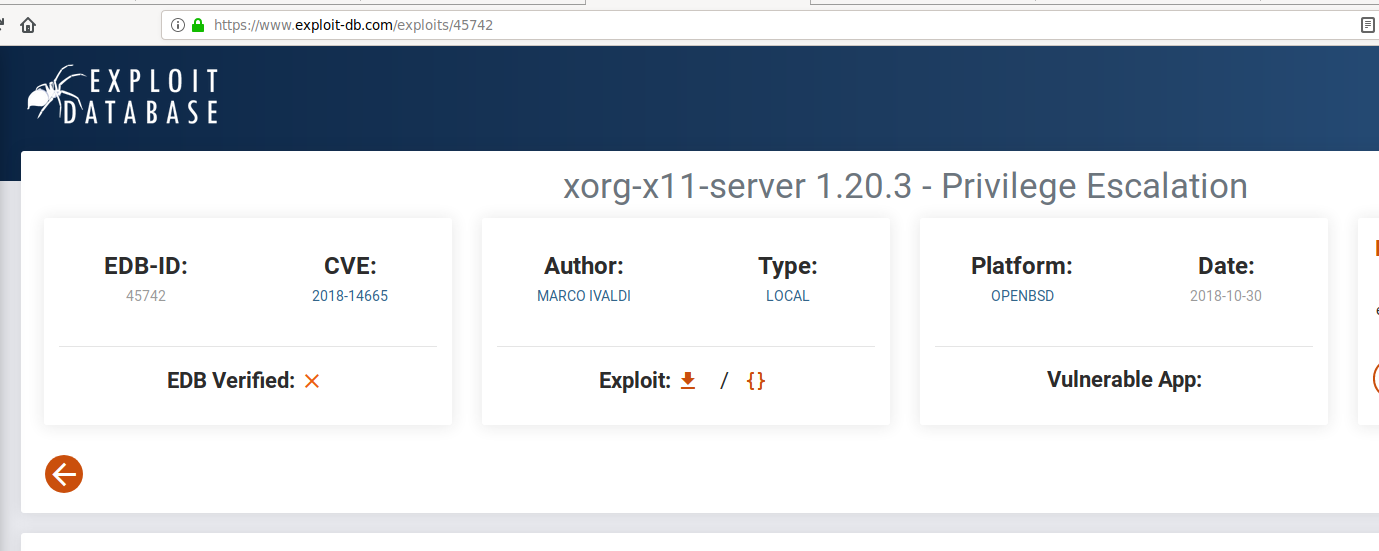 https://www.exploit-db.com/exploits/45742
EXPLOIT
DATABASE
xorg-x11-server 1.20.3 - Privilege Escalation
EDB-ID:
45742
CVE:
2018-14665
EDB Verified:
Author:
MARCO IVALDI
Type:
LOCAL
Exploit: / {}
Platform:
OPENBSD
Date:
2018-10-30
Vulnerable App: